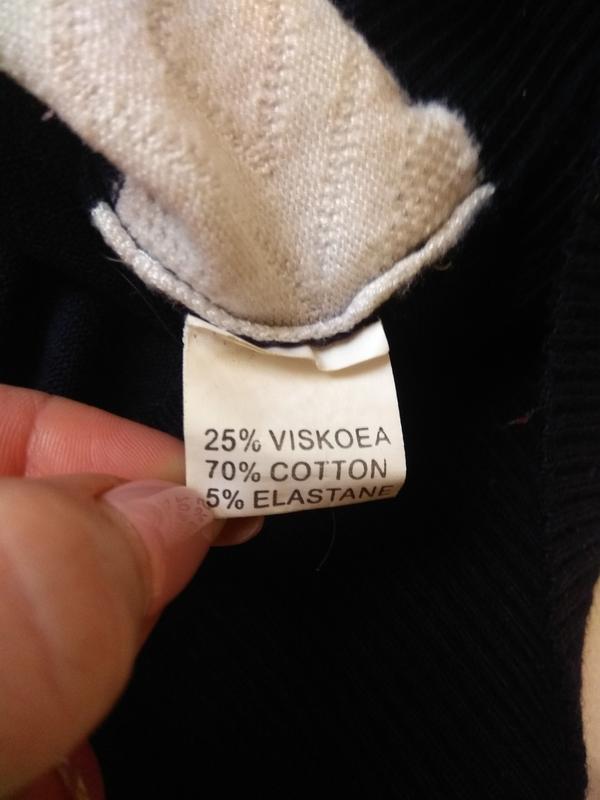 25% VISKOEA
70% COTTON
5% ELASTANE